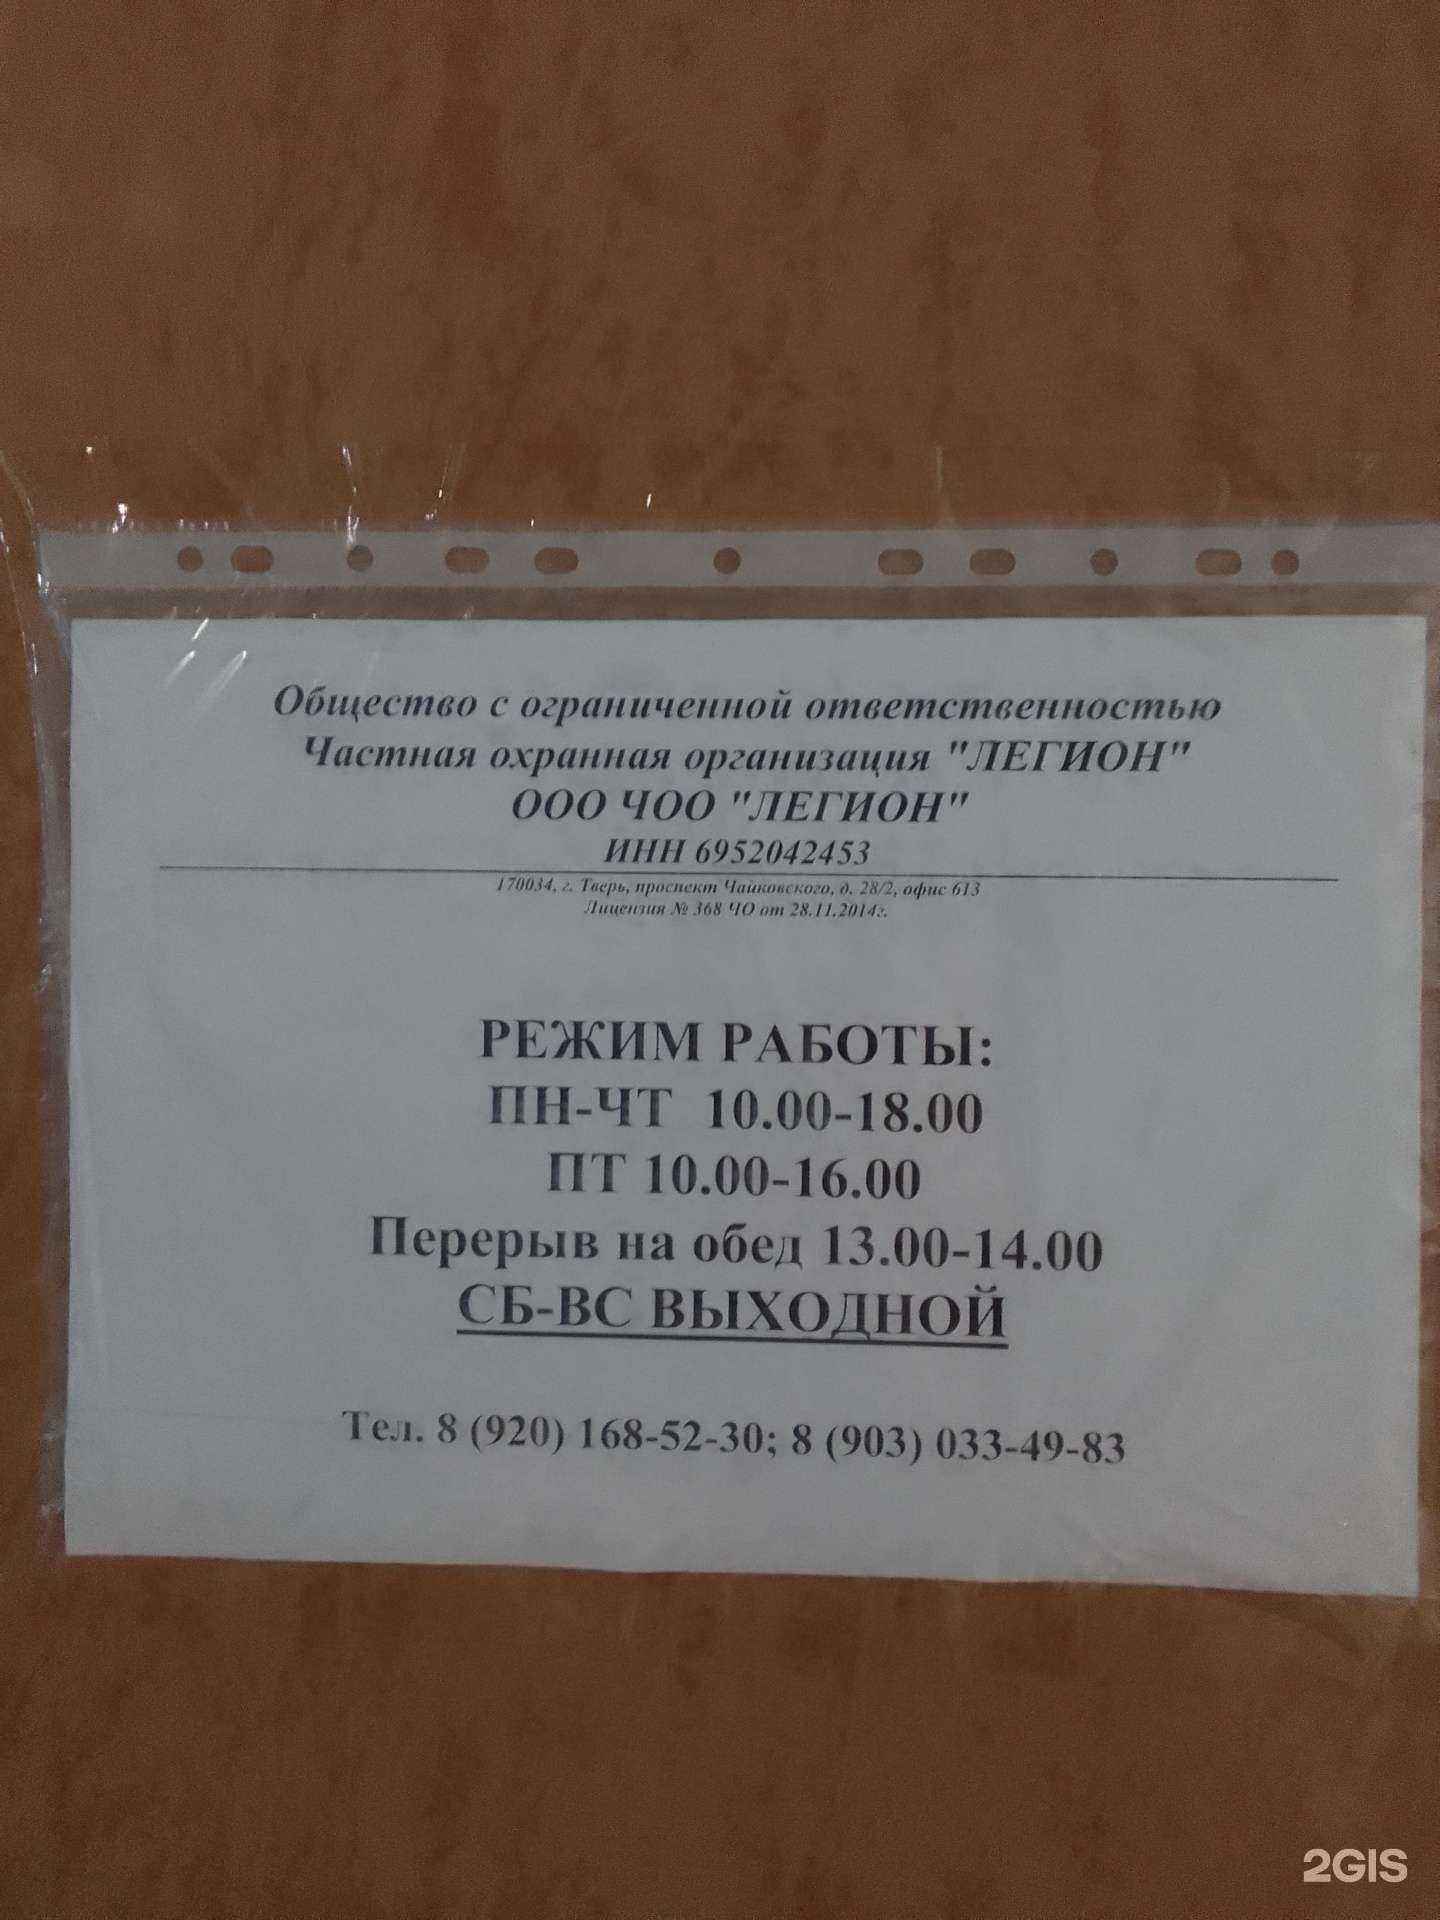 Общество с ограниченной ответственностью
Частная охранная организация "ЛЕГИОН"
ООО ЧОО "ЛЕГИОН"
ИНН 6952042453
170034, г. Тверь, проспект Чайковского, д. 28/2, офис 613
Лицензия № 368 ЧО от 28.11.2014г.
РЕЖИМ РАБОТЫ:
ПН-ЧТ 10.00-18.00
ПТ 10.00-16.00
Перерыв на обед 13.00-14.00
СБ-ВС ВЫХОДНОЙ
Тел. 8 (920) 168-52-30; 8 (903) 033-49-83
2GIS